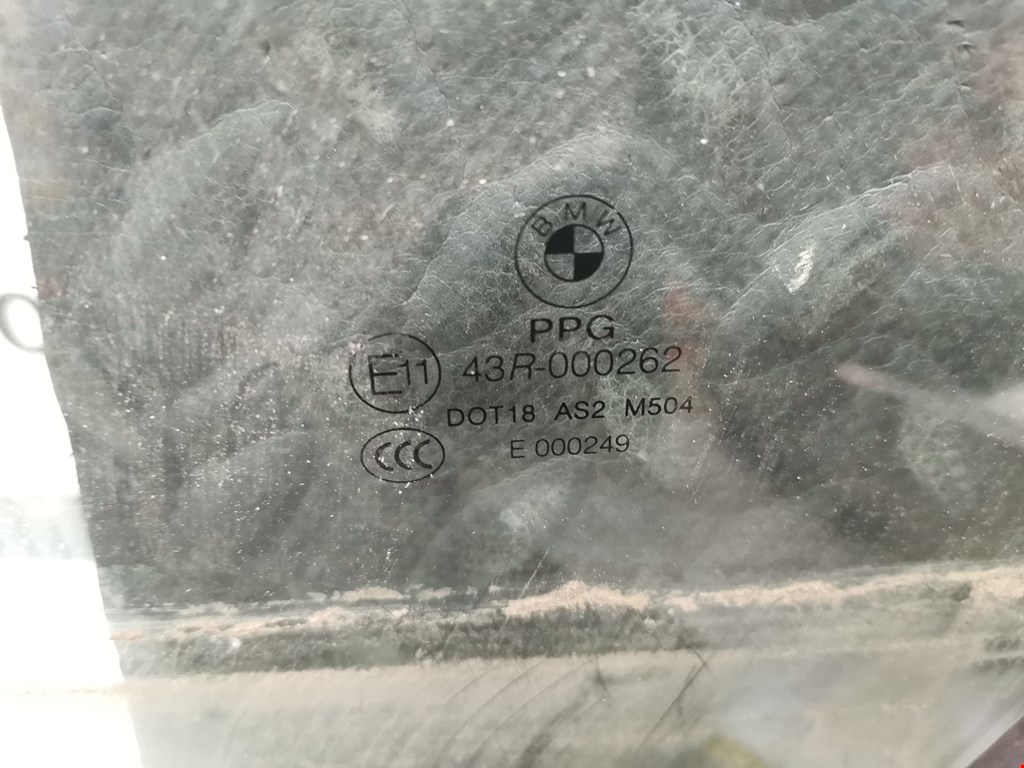 BMW
PPG
E11 43R-000262
DOT18 AS2 M504
CCC E 000249